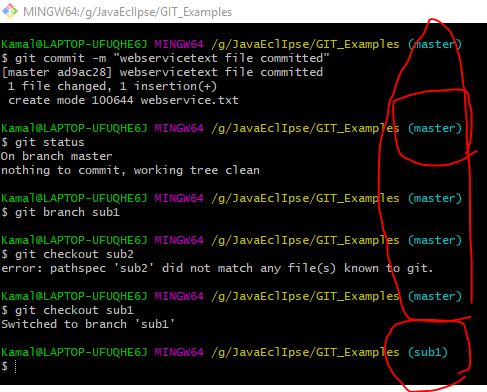 MINGW64:/g/JavaEclIpse/GIT_Examples
Kamal@LAPTOP-UFUQHE6J MINGW64 /g/JavaEclIpse/GIT_Examples (master)
$ git commit -m "webservicetext file committed"
[master ad9ac28] webservicetext file committed
 1 file changed, 1 insertion(+)
 create mode 100644 webservice.txt
Kamal@LAPTOP-UFUQHE6J MINGW64 /g/JavaEclIpse/GIT_Examples (master)
$ git status
On branch master
nothing to commit, working tree clean
Kamal@LAPTOP-UFUQHE6J MINGW64 /g/JavaEclIpse/GIT_Examples (master)
$ git branch sub1
Kamal@LAPTOP-UFUQHE6J MINGW64 /g/JavaEclIpse/GIT_Examples (master)
$ git checkout sub2
error: pathspec 'sub2' did not match any file(s) known to git.
Kamal@LAPTOP-UFUQHE6J MINGW64 /g/JavaEclIpse/GIT_Examples (master)
$ git checkout sub1
Switched to branch 'sub1'
Kamal@LAPTOP-UFUQHE6J MINGW64 /g/JavaEclIpse/GIT_Examples (sub1)
$